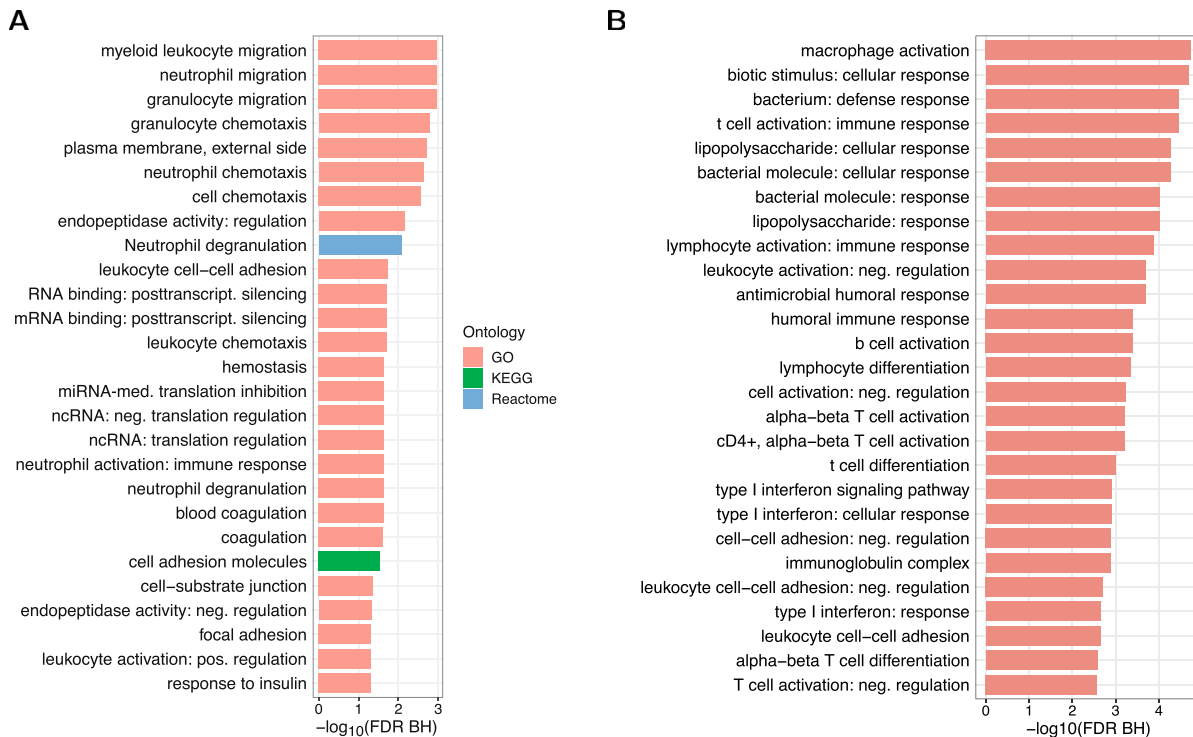 A
myeloid leukocyte migration
neutrophil migration
granulocyte migration
granulocyte chemotaxis
plasma membrane, external side
neutrophil chemotaxis
cell chemotaxis
endopeptidase activity: regulation
Neutrophil degranulation
leukocyte cell−cell adhesion
RNA binding: posttranscript. silencing
mRNA binding: posttranscript. silencing
leukocyte chemotaxis
hemostasis
miRNA-med. translation inhibition
ncRNA: neg. translation regulation
ncRNA: translation regulation
neutrophil activation: immune response
neutrophil degranulation
blood coagulation
coagulation
cell adhesion molecules
cell−substrate junction
endopeptidase activity: neg. regulation
focal adhesion
leukocyte activation: pos. regulation
response to insulin
0 1 2 3
−log10(FDR BH)
Ontology
GO
KEGG
Reactome
B
macrophage activation
biotic stimulus: cellular response
bacterium: defense response
t cell activation: immune response
lipopolysaccharide: cellular response
bacterial molecule: cellular response
bacterial molecule: response
lipopolysaccharide: response
lymphocyte activation: immune response
leukocyte activation: neg. regulation
antimicrobial humoral response
humoral immune response
b cell activation
lymphocyte differentiation
cell activation: neg. regulation
alpha−beta T cell activation
cD4+, alpha−beta T cell activation
t cell differentiation
type I interferon signaling pathway
type I interferon: cellular response
cell−cell adhesion: neg. regulation
immunoglobulin complex
leukocyte cell−cell adhesion: neg. regulation
type I interferon: response
leukocyte cell−cell adhesion
alpha−beta T cell differentiation
T cell activation: neg. regulation
0 1 2 3 4
−log10(FDR BH)